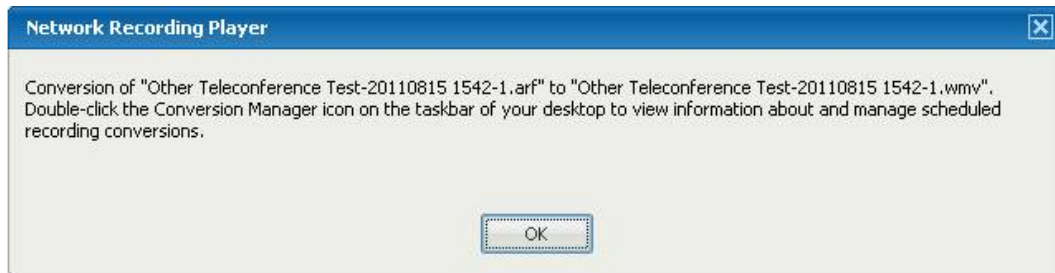 Network Recording Player
Conversion of "Other Teleconference Test-20110815 1542-1.arf" to "Other Teleconference Test-20110815 1542-1.wmv".
Double-click the Conversion Manager icon on the taskbar of your desktop to view information about and manage scheduled
recording conversions.
OK